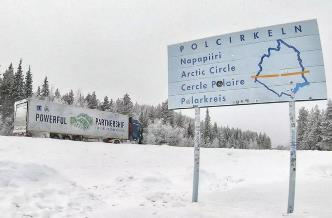 POLCIRKELN
Napapiiri
Arctic Circle
Cercle Polaire
Polarkreis
POWERFUL PARTNERSHIP